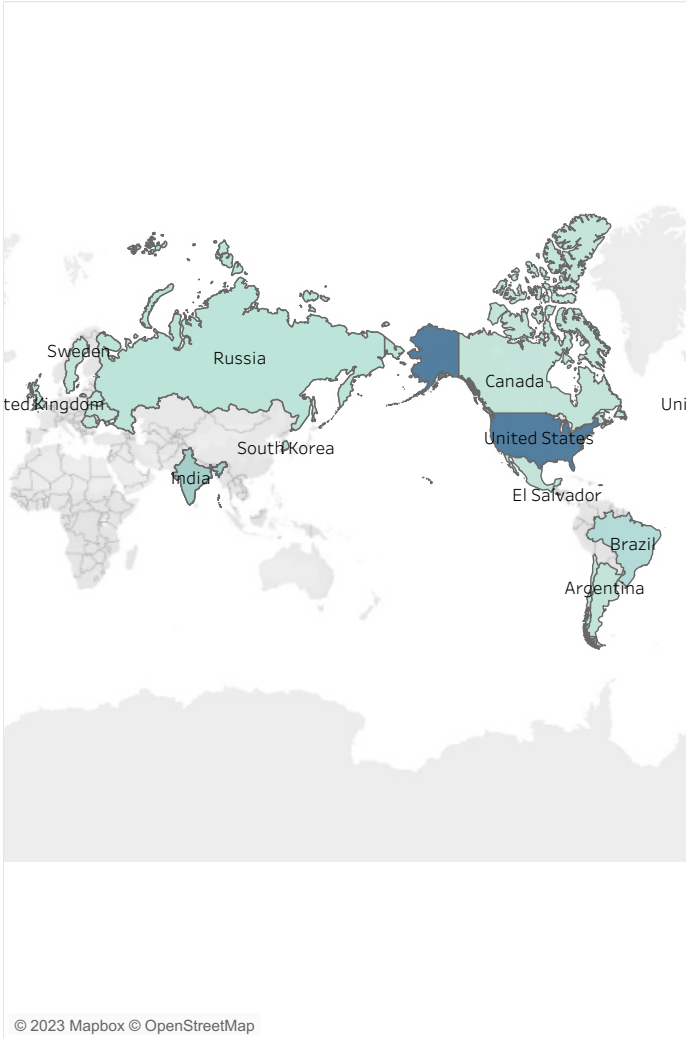 Sweden
Russia
Canada
ted Kingdom
Uni
United States
South Korea
India
El Salvador
Brazil
Argentina
© 2023 Mapbox © OpenStreetMap